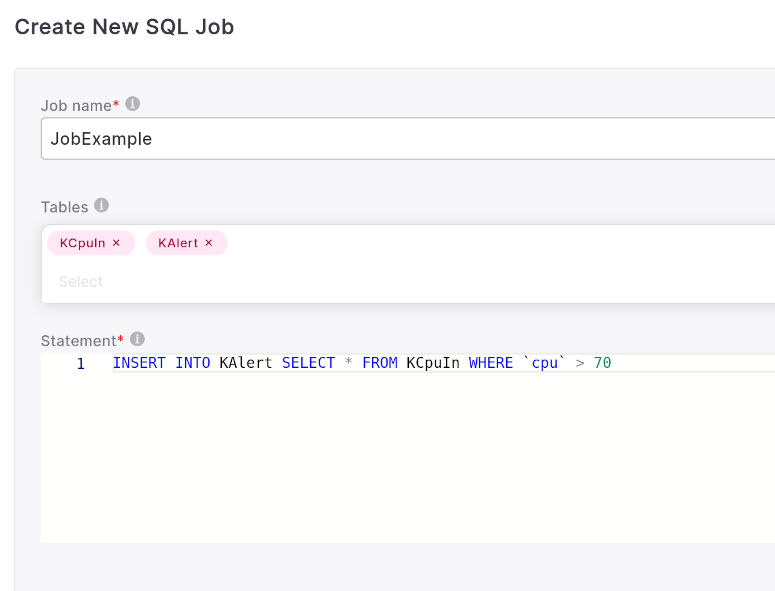 Create New SQL Job
Job name* i
JobExample
Tables i
KCpuIn × KAlert ×
Select
Statement* i
1 INSERT INTO KAlert SELECT * FROM KCpuIn WHERE `cpu` > 70